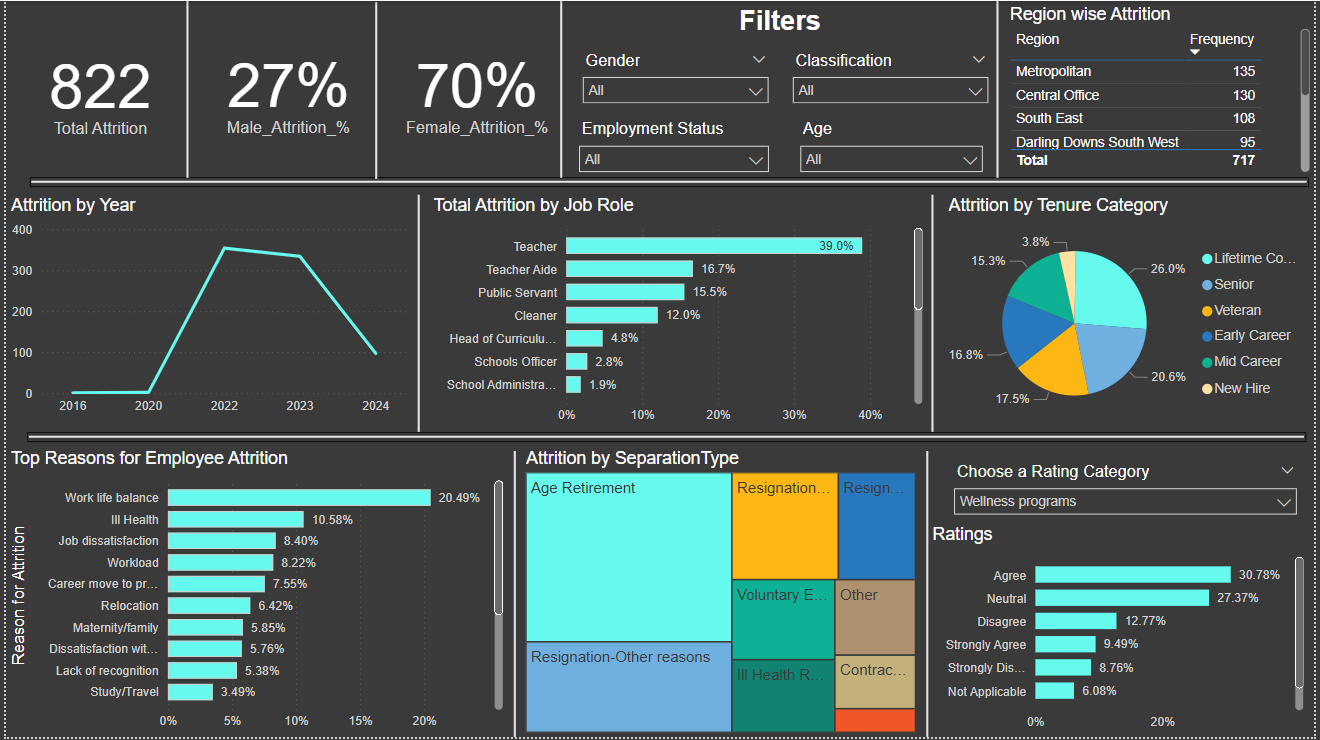 822
Total Attrition
27%
Male_Attrition_%
70%
Female_Attrition_%
Filters
Gender
All
Classification
All
Employment Status
All
Age
All
Region wise Attrition
Region Frequency
Metropolitan 135
Central Office 130
South East 108
Darling Downs South West 95
Total 717
Attrition by Year
400
300
200
100
0
2016 2020 2022 2023 2024
Total Attrition by Job Role
Teacher 39.0%
Teacher Aide 16.7%
Public Servant 15.5%
Cleaner 12.0%
Head of Curriculu... 4.8%
Schools Officer 2.8%
School Administra... 1.9%
0% 10% 20% 30% 40%
Attrition by Tenure Category
3.8%
15.3%
26.0%
16.8%
20.6%
17.5%
Lifetime Co...
Senior
Veteran
Early Career
Mid Career
New Hire
Top Reasons for Employee Attrition
Reason for Attrition
Work life balance 20.49%
Ill Health 10.58%
Job dissatisfaction 8.40%
Workload 8.22%
Career move to pr... 7.55%
Relocation 6.42%
Maternity/family 5.85%
Dissatisfaction wit... 5.76%
Lack of recognition 5.38%
Study/Travel 3.49%
0% 5% 10% 15% 20%
Attrition by SeparationType
Age Retirement
Resignation-Other reasons
Resignation...
Resign...
Voluntary E...
Other
Ill Health R...
Contrac...
Choose a Rating Category
Wellness programs
Ratings
Agree 30.78%
Neutral 27.37%
Disagree 12.77%
Strongly Agree 9.49%
Strongly Dis... 8.76%
Not Applicable 6.08%
0% 20%